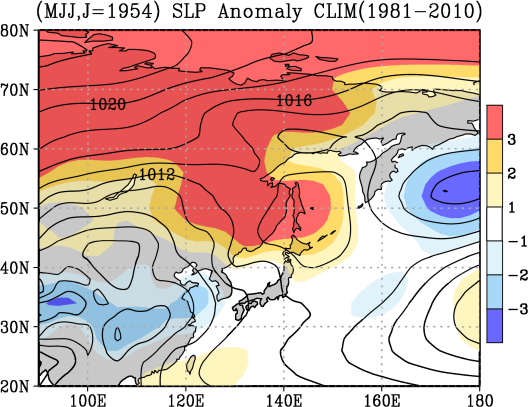 (MJJ,J=1954) SLP Anomaly CLIM(1981−2010)
80N
70N
60N
50N
40N
30N
20N
1020
1016
1012
3
2
1
−1
−2
−3
100E 120E 140E 160E 180